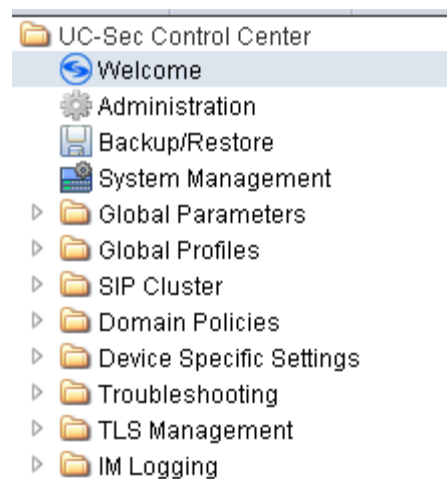 UC-Sec Control Center
Welcome
Administration
Backup/Restore
System Management
Global Parameters
Global Profiles
SIP Cluster
Domain Policies
Device Specific Settings
Troubleshooting
TLS Management
IM Logging